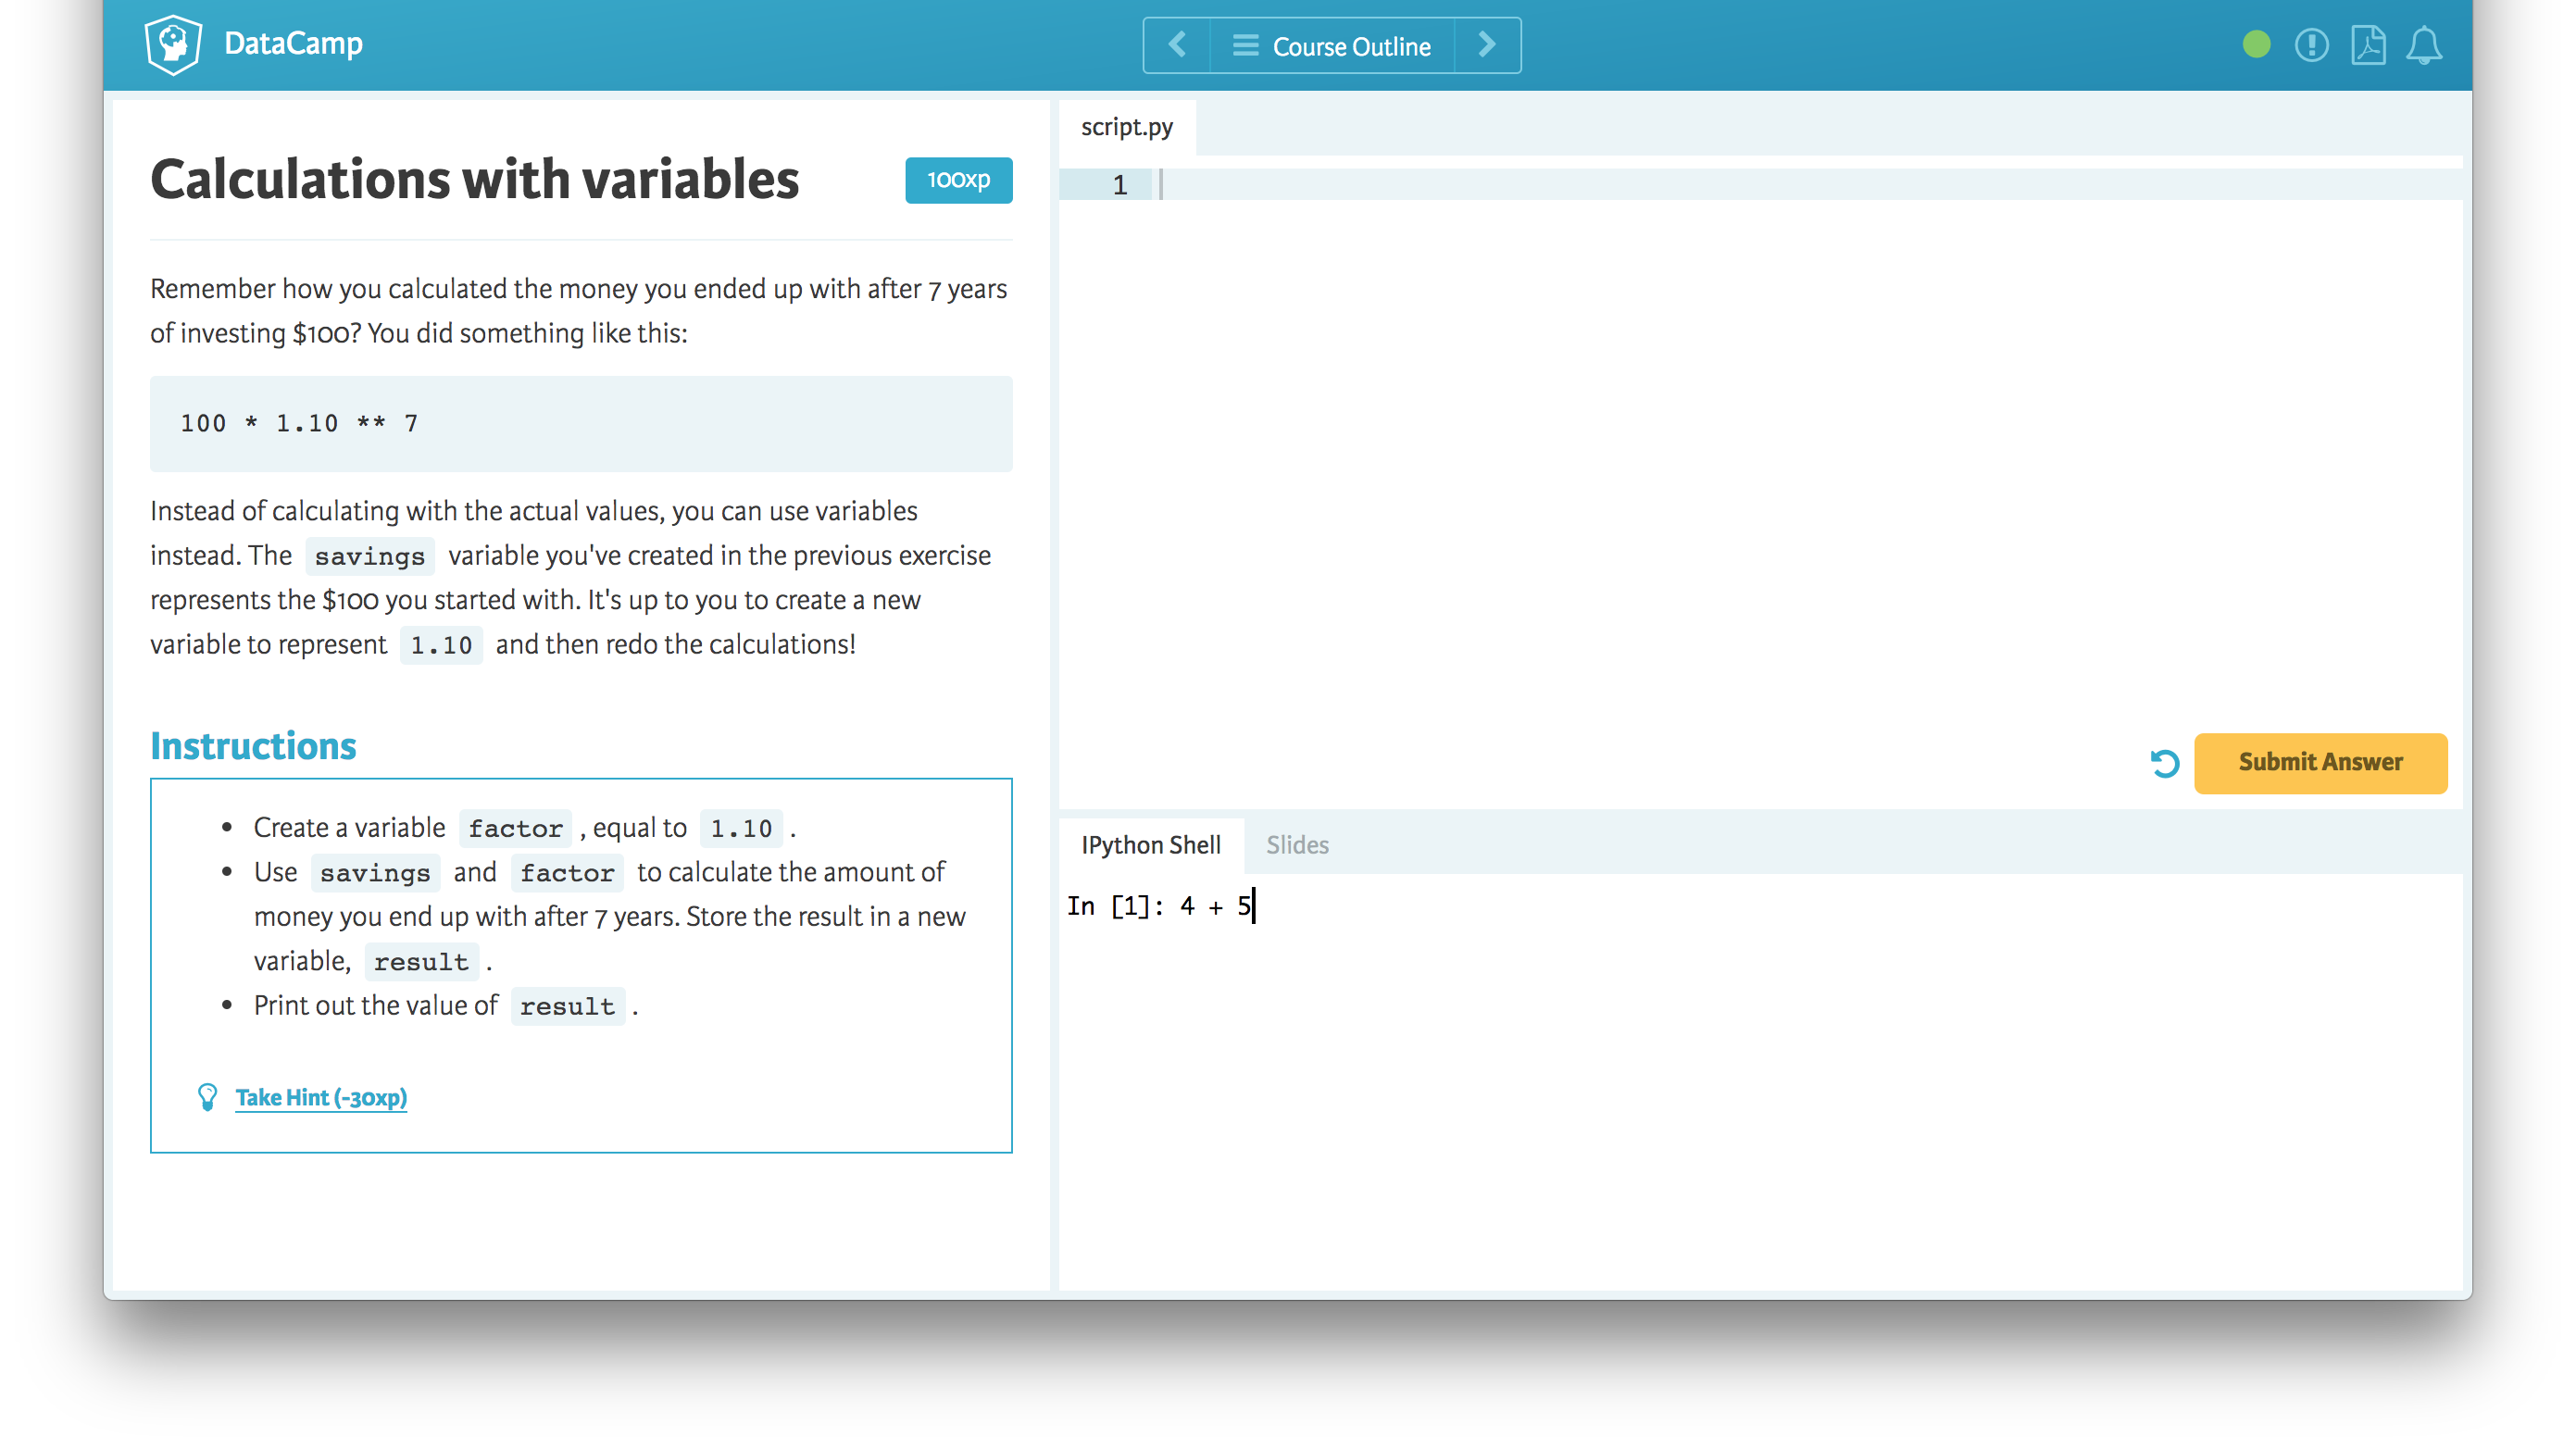 DataCamp
Course Outline
Calculations with variables
100xp
Remember how you calculated the money you ended up with after 7 years
of investing $100? You did something like this:
100 * 1.10 ** 7
Instead of calculating with the actual values, you can use variables
instead. The savings variable you've created in the previous exercise
represents the $100 you started with. It's up to you to create a new
variable to represent 1.10 and then redo the calculations!
Instructions
• Create a variable factor , equal to 1.10 .
• Use savings and factor to calculate the amount of
money you end up with after 7 years. Store the result in a new
variable, result .
• Print out the value of result .
Take Hint (-30xp)
script.py
1
Submit Answer
IPython Shell
Slides
In [1]: 4 + 5